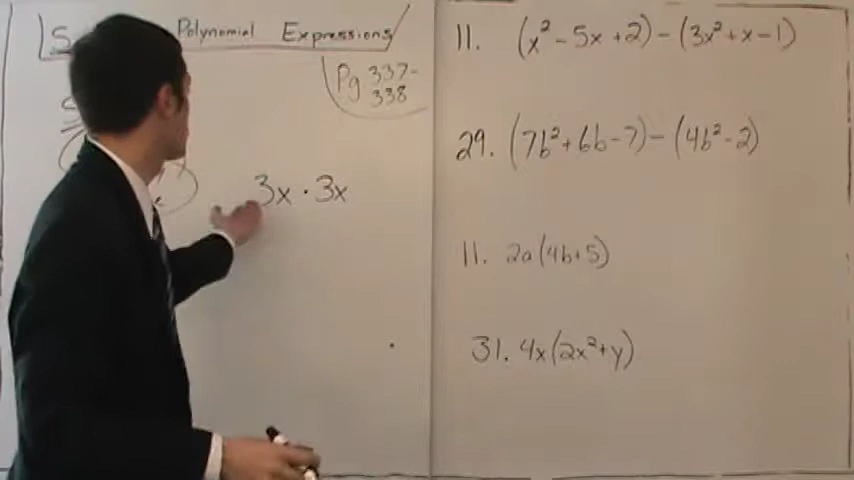 Polynomial Expressions
Pg 337-
338
3x · 3x
11. (x² - 5x + 2) - (3x² + x - 1)
29. (7b² + 6b - 7) - (4b² - 2)
11. 2a(4b+5)
31. 4x(2x²+y)